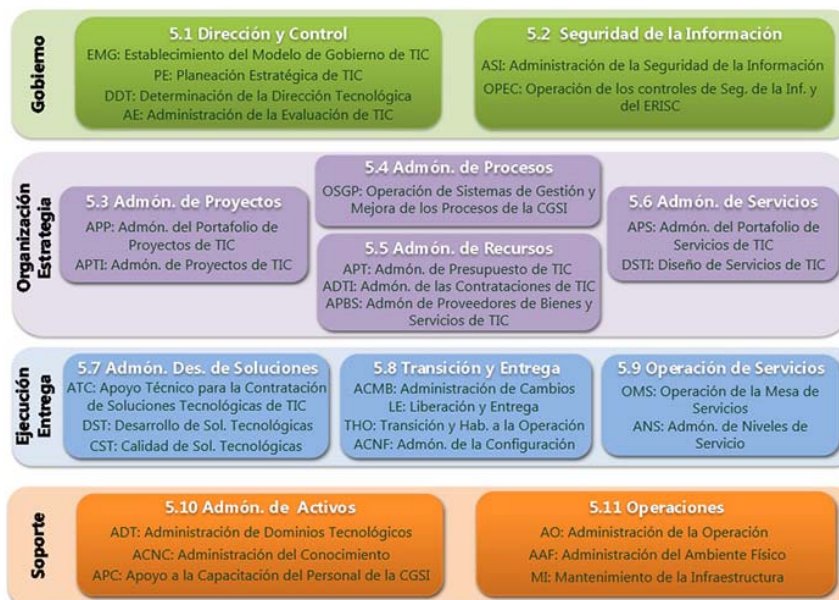 Gobierno
5.1 Dirección y Control
EMG: Establecimiento del Modelo de Gobierno de TIC
PE: Planeación Estratégica de TIC
DDT: Determinación de la Dirección Tecnológica
AE: Administración de la Evaluación de TIC
5.2 Seguridad de la Información
ASI: Administración de la Seguridad de la Información
OPEC: Operación de los controles de Seg. de la Inf. y
del ERISC
Organización
Estrategia
5.3 Admón. de Proyectos
APP: Admón. del Portafolio de
Proyectos de TIC
APTI: Admón. de Proyectos de TIC
5.4 Admón. de Procesos
OSGP: Operación de Sistemas de Gestión y
Mejora de los Procesos de la CGSI
5.5 Admón. de Recursos
APT: Admón. de Presupuesto de TIC
ADTI: Admón. de las Contrataciones de TIC
APBS: Admón de Proveedores de Bienes y
Servicios de TIC
5.6 Admón. de Servicios
APS: Admón. del Portafolio de
Servicios de TIC
DSTI: Diseño de Servicios de TIC
Ejecución
Entrega
5.7 Admón. Des. de Soluciones
ATC: Apoyo Técnico para la Contratación
de Soluciones Tecnológicas de TIC
DST: Desarrollo de Sol. Tecnológicas
CST: Calidad de Sol. Tecnológicas
5.8 Transición y Entrega
ACMB: Administración de Cambios
LE: Liberación y Entrega
THO: Transición y Hab. a la Operación
ACNF: Admón. de la Configuración
5.9 Operación de Servicios
OMS: Operación de la Mesa de
Servicios
ANS: Admón. de Niveles de
Servicio
Soporte
5.10 Admón. de Activos
ADT: Administración de Dominios Tecnológicos
ACNC: Administración del Conocimiento
APC: Apoyo a la Capacitación del Personal de la CGSI
5.11 Operaciones
AO: Administración de la Operación
AAF: Administración del Ambiente Físico
MI: Mantenimiento de la Infraestructura